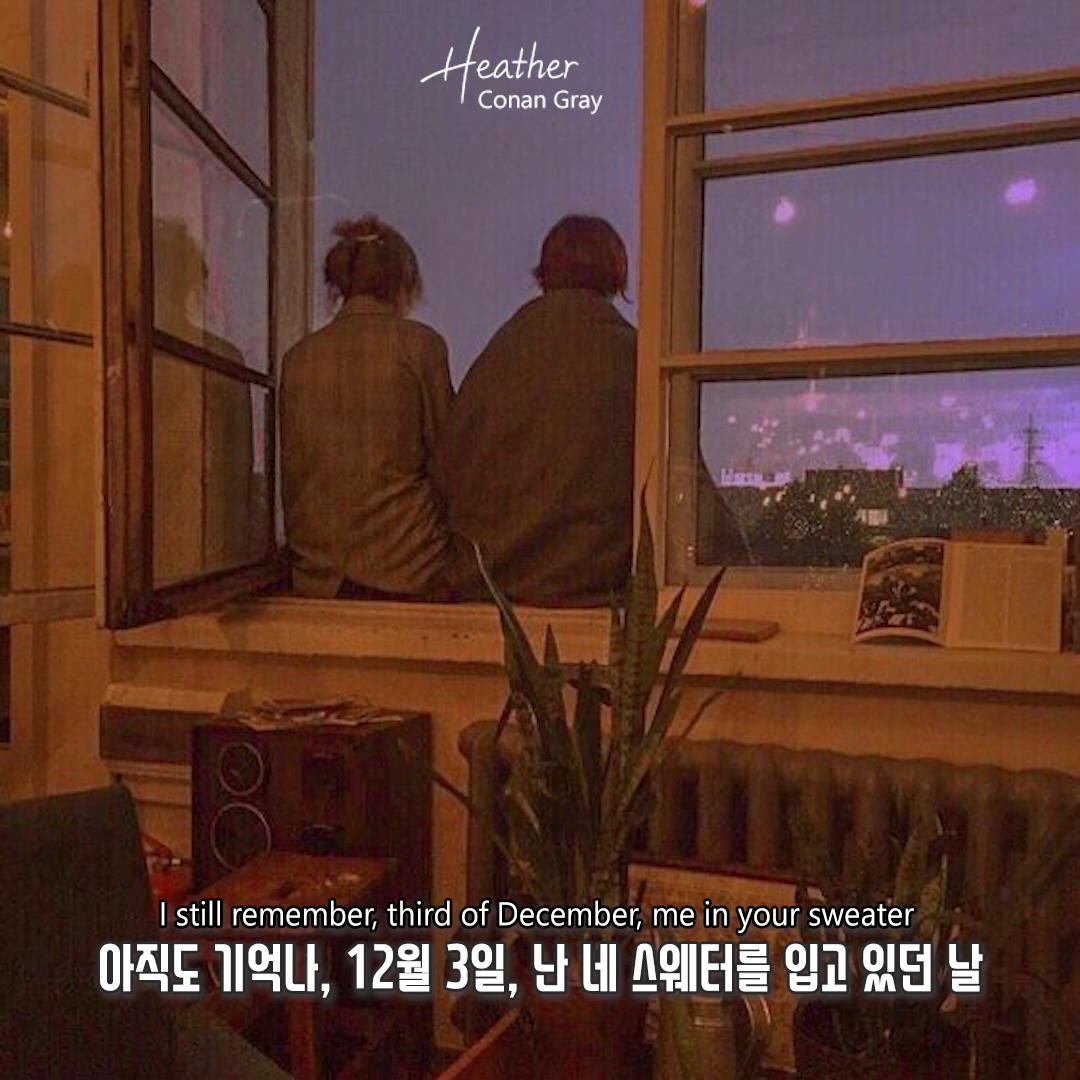 Heather
Conan Gray
I still remember, third of December, me in your sweater
아직도 기억나, 12월 3일, 난 네 스웨터를 입고 있던 날